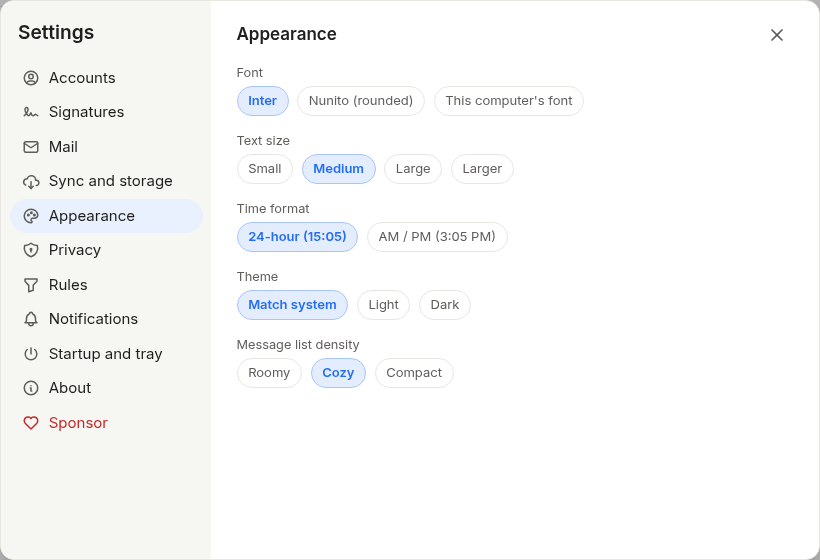 Settings
Accounts
Signatures
Mail
Sync and storage
Appearance
Privacy
Rules
Notifications
Startup and tray
About
Sponsor
Appearance
Font
Inter Nunito (rounded) This computer's font
Text size
Small Medium Large Larger
Time format
24-hour (15:05) AM / PM (3:05 PM)
Theme
Match system Light Dark
Message list density
Roomy Cozy Compact